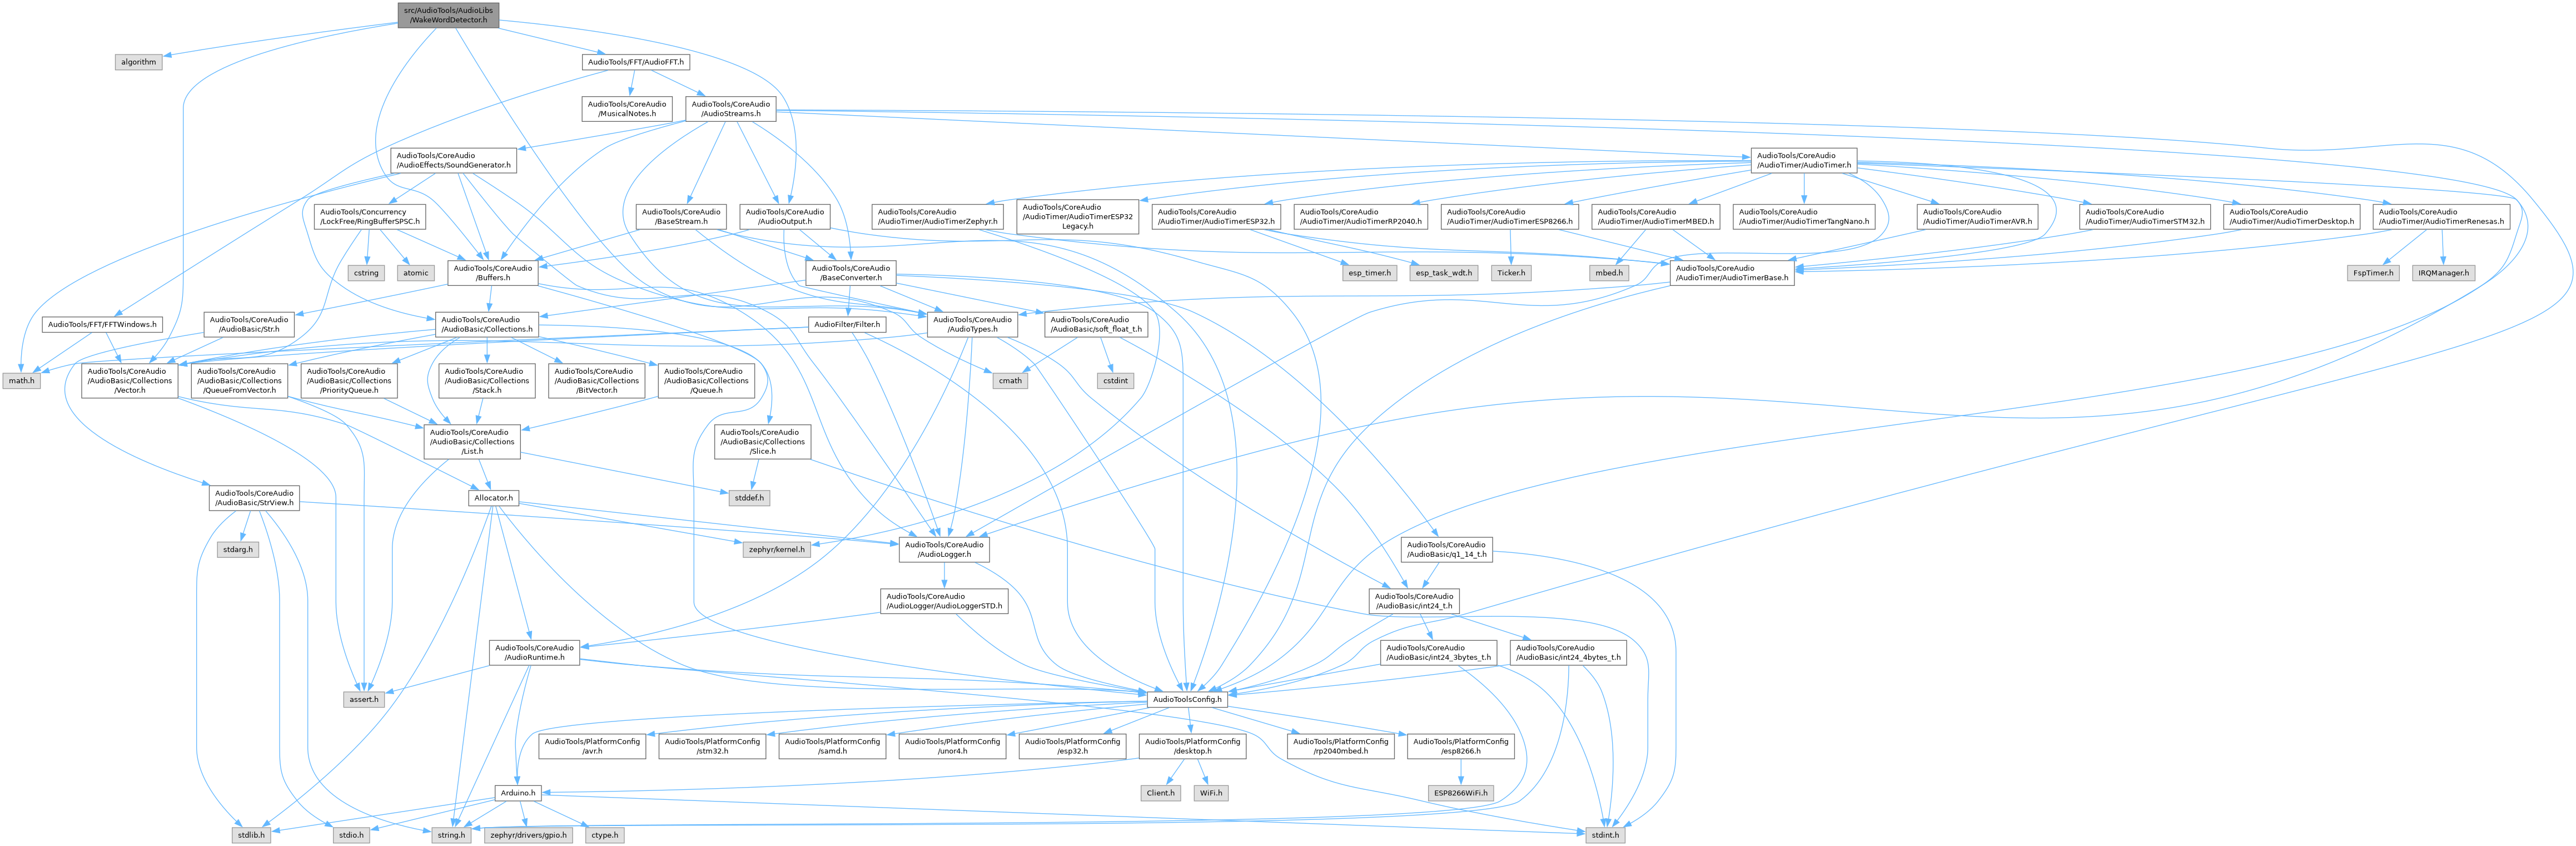 src/AudioTools/AudioLibs
/WakeWordDetector.h
algorithm
AudioTools/FFT/AudioFFT.h
AudioTools/CoreAudio
/MusicalNotes.h
AudioTools/CoreAudio
/AudioStreams.h
AudioTools/CoreAudio
/AudioEffects/SoundGenerator.h
AudioTools/CoreAudio
/AudioTimer/AudioTimer.h
AudioTools/Concurrency
/LockFree/RingBufferSPSC.h
AudioTools/CoreAudio
/BaseStream.h
AudioTools/CoreAudio
/AudioOutput.h
AudioTools/CoreAudio
/AudioTimer/AudioTimerZephyr.h
AudioTools/CoreAudio
/AudioTimer/AudioTimerESP32
Legacy.h
AudioTools/CoreAudio
/AudioTimer/AudioTimerESP32.h
AudioTools/CoreAudio
/AudioTimer/AudioTimerRP2040.h
AudioTools/CoreAudio
/AudioTimer/AudioTimerESP8266.h
AudioTools/CoreAudio
/AudioTimer/AudioTimerMBED.h
AudioTools/CoreAudio
/AudioTimer/AudioTimerTangNano.h
AudioTools/CoreAudio
/AudioTimer/AudioTimerAVR.h
AudioTools/CoreAudio
/AudioTimer/AudioTimerSTM32.h
AudioTools/CoreAudio
/AudioTimer/AudioTimerDesktop.h
AudioTools/CoreAudio
/AudioTimer/AudioTimerRenesas.h
cstring
atomic
AudioTools/CoreAudio
/Buffers.h
AudioTools/CoreAudio
/BaseConverter.h
esp_timer.h
esp_task_wdt.h
Ticker.h
mbed.h
AudioTools/CoreAudio
/AudioTimer/AudioTimerBase.h
FspTimer.h
IRQManager.h
AudioTools/FFT/FFTWindows.h
AudioTools/CoreAudio
/AudioBasic/Str.h
AudioTools/CoreAudio
/AudioBasic/Collections.h
AudioFilter/Filter.h
AudioTools/CoreAudio
/AudioTypes.h
AudioTools/CoreAudio
/AudioBasic/soft_float_t.h
math.h
AudioTools/CoreAudio
/AudioBasic/Collections
/Vector.h
AudioTools/CoreAudio
/AudioBasic/Collections
/QueueFromVector.h
AudioTools/CoreAudio
/AudioBasic/Collections
/PriorityQueue.h
AudioTools/CoreAudio
/AudioBasic/Collections
/Stack.h
AudioTools/CoreAudio
/AudioBasic/Collections
/BitVector.h
AudioTools/CoreAudio
/AudioBasic/Collections
/Queue.h
cmath
cstdint
AudioTools/CoreAudio
/AudioBasic/Collections
/List.h
AudioTools/CoreAudio
/AudioBasic/Collections
/Slice.h
AudioTools/CoreAudio
/AudioBasic/StrView.h
Allocator.h
stddef.h
stdarg.h
zephyr/kernel.h
AudioTools/CoreAudio
/AudioLogger.h
AudioTools/CoreAudio
/AudioBasic/q1_14_t.h
AudioTools/CoreAudio
/AudioLogger/AudioLoggerSTD.h
AudioTools/CoreAudio
/AudioBasic/int24_t.h
AudioTools/CoreAudio
/AudioRuntime.h
AudioTools/CoreAudio
/AudioBasic/int24_3bytes_t.h
AudioTools/CoreAudio
/AudioBasic/int24_4bytes_t.h
assert.h
AudioToolsConfig.h
AudioTools/PlatformConfig
/avr.h
AudioTools/PlatformConfig
/stm32.h
AudioTools/PlatformConfig
/samd.h
AudioTools/PlatformConfig
/unor4.h
AudioTools/PlatformConfig
/esp32.h
AudioTools/PlatformConfig
/desktop.h
AudioTools/PlatformConfig
/rp2040mbed.h
AudioTools/PlatformConfig
/esp8266.h
Arduino.h
Client.h
WiFi.h
ESP8266WiFi.h
stdlib.h
stdio.h
string.h
zephyr/drivers/gpio.h
ctype.h
stdint.h